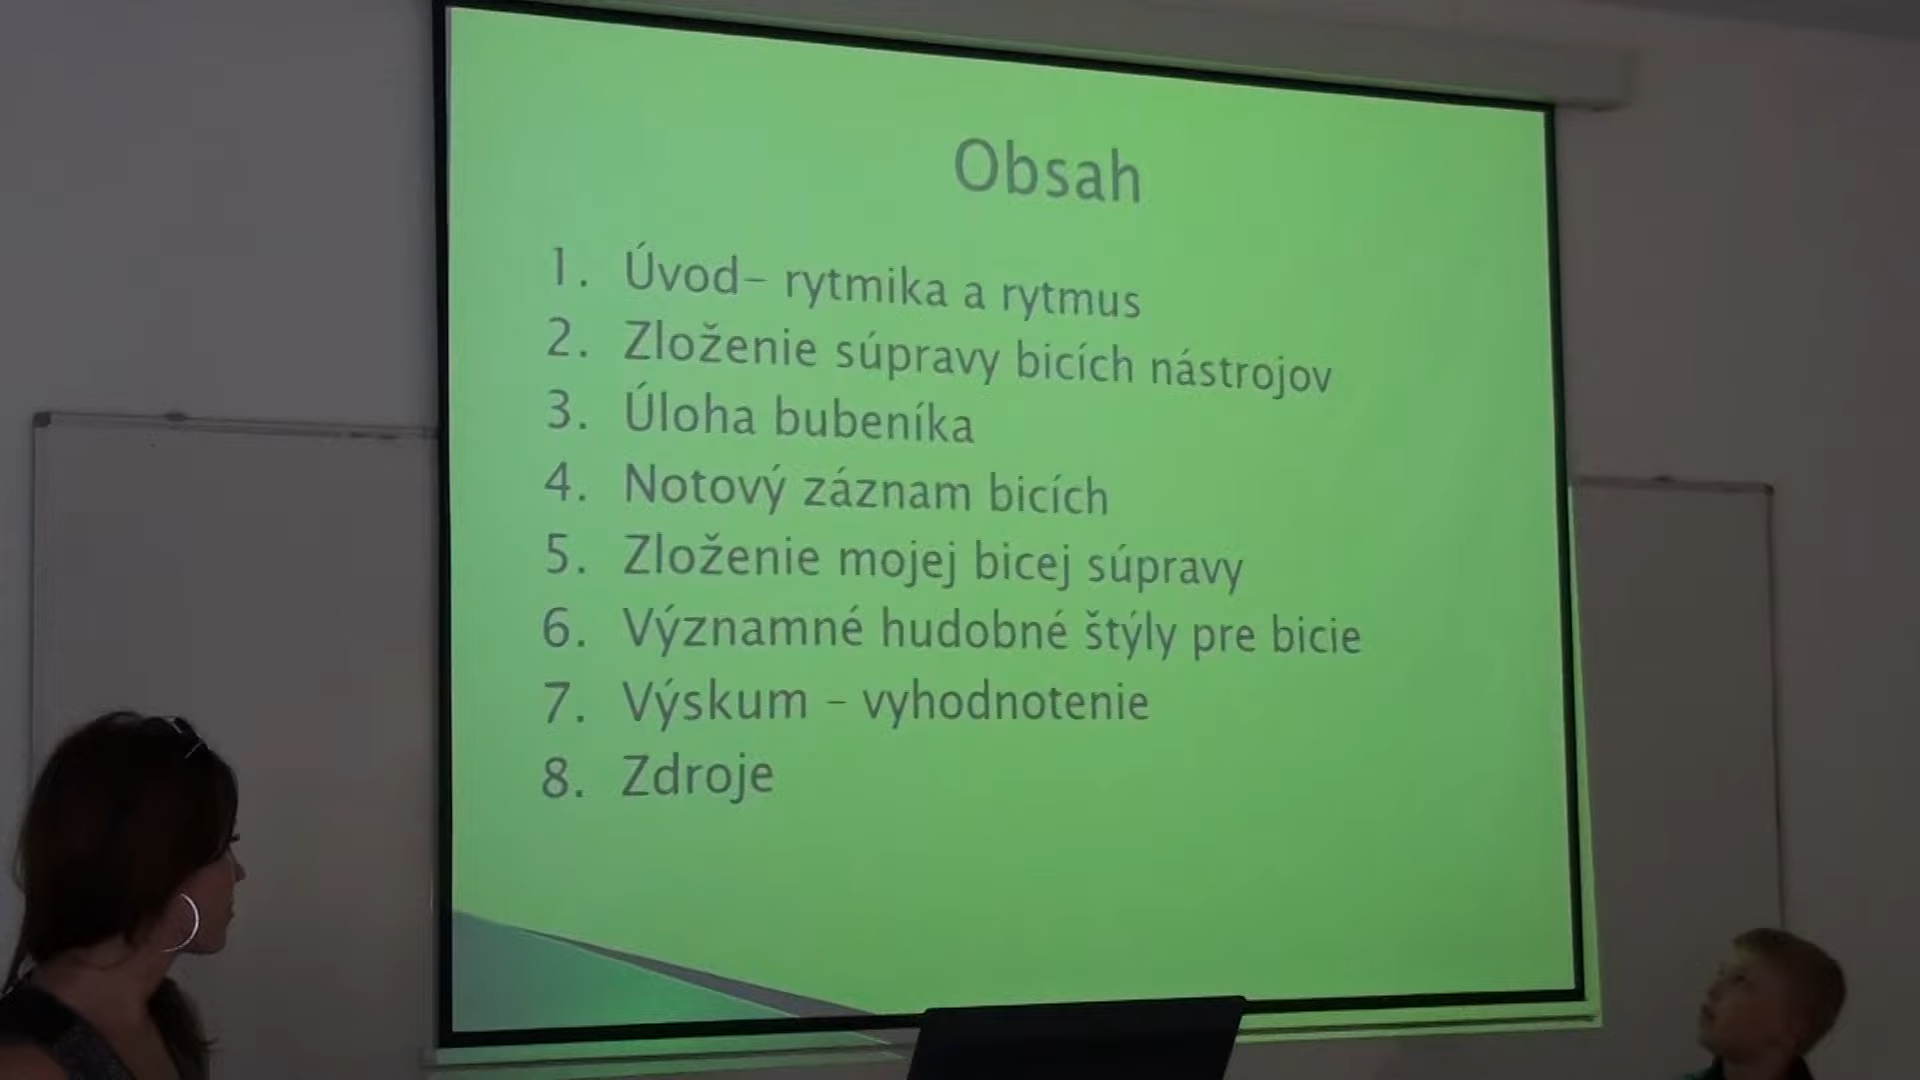 Obsah
1. Úvod- rytmika a rytmus
2. Zloženie súpravy bicích nástrojov
3. Úloha bubeníka
4. Notový záznam bicích
5. Zloženie mojej bicej súpravy
6. Významné hudobné štýly pre bicie
7. Výskum - vyhodnotenie
8. Zdroje